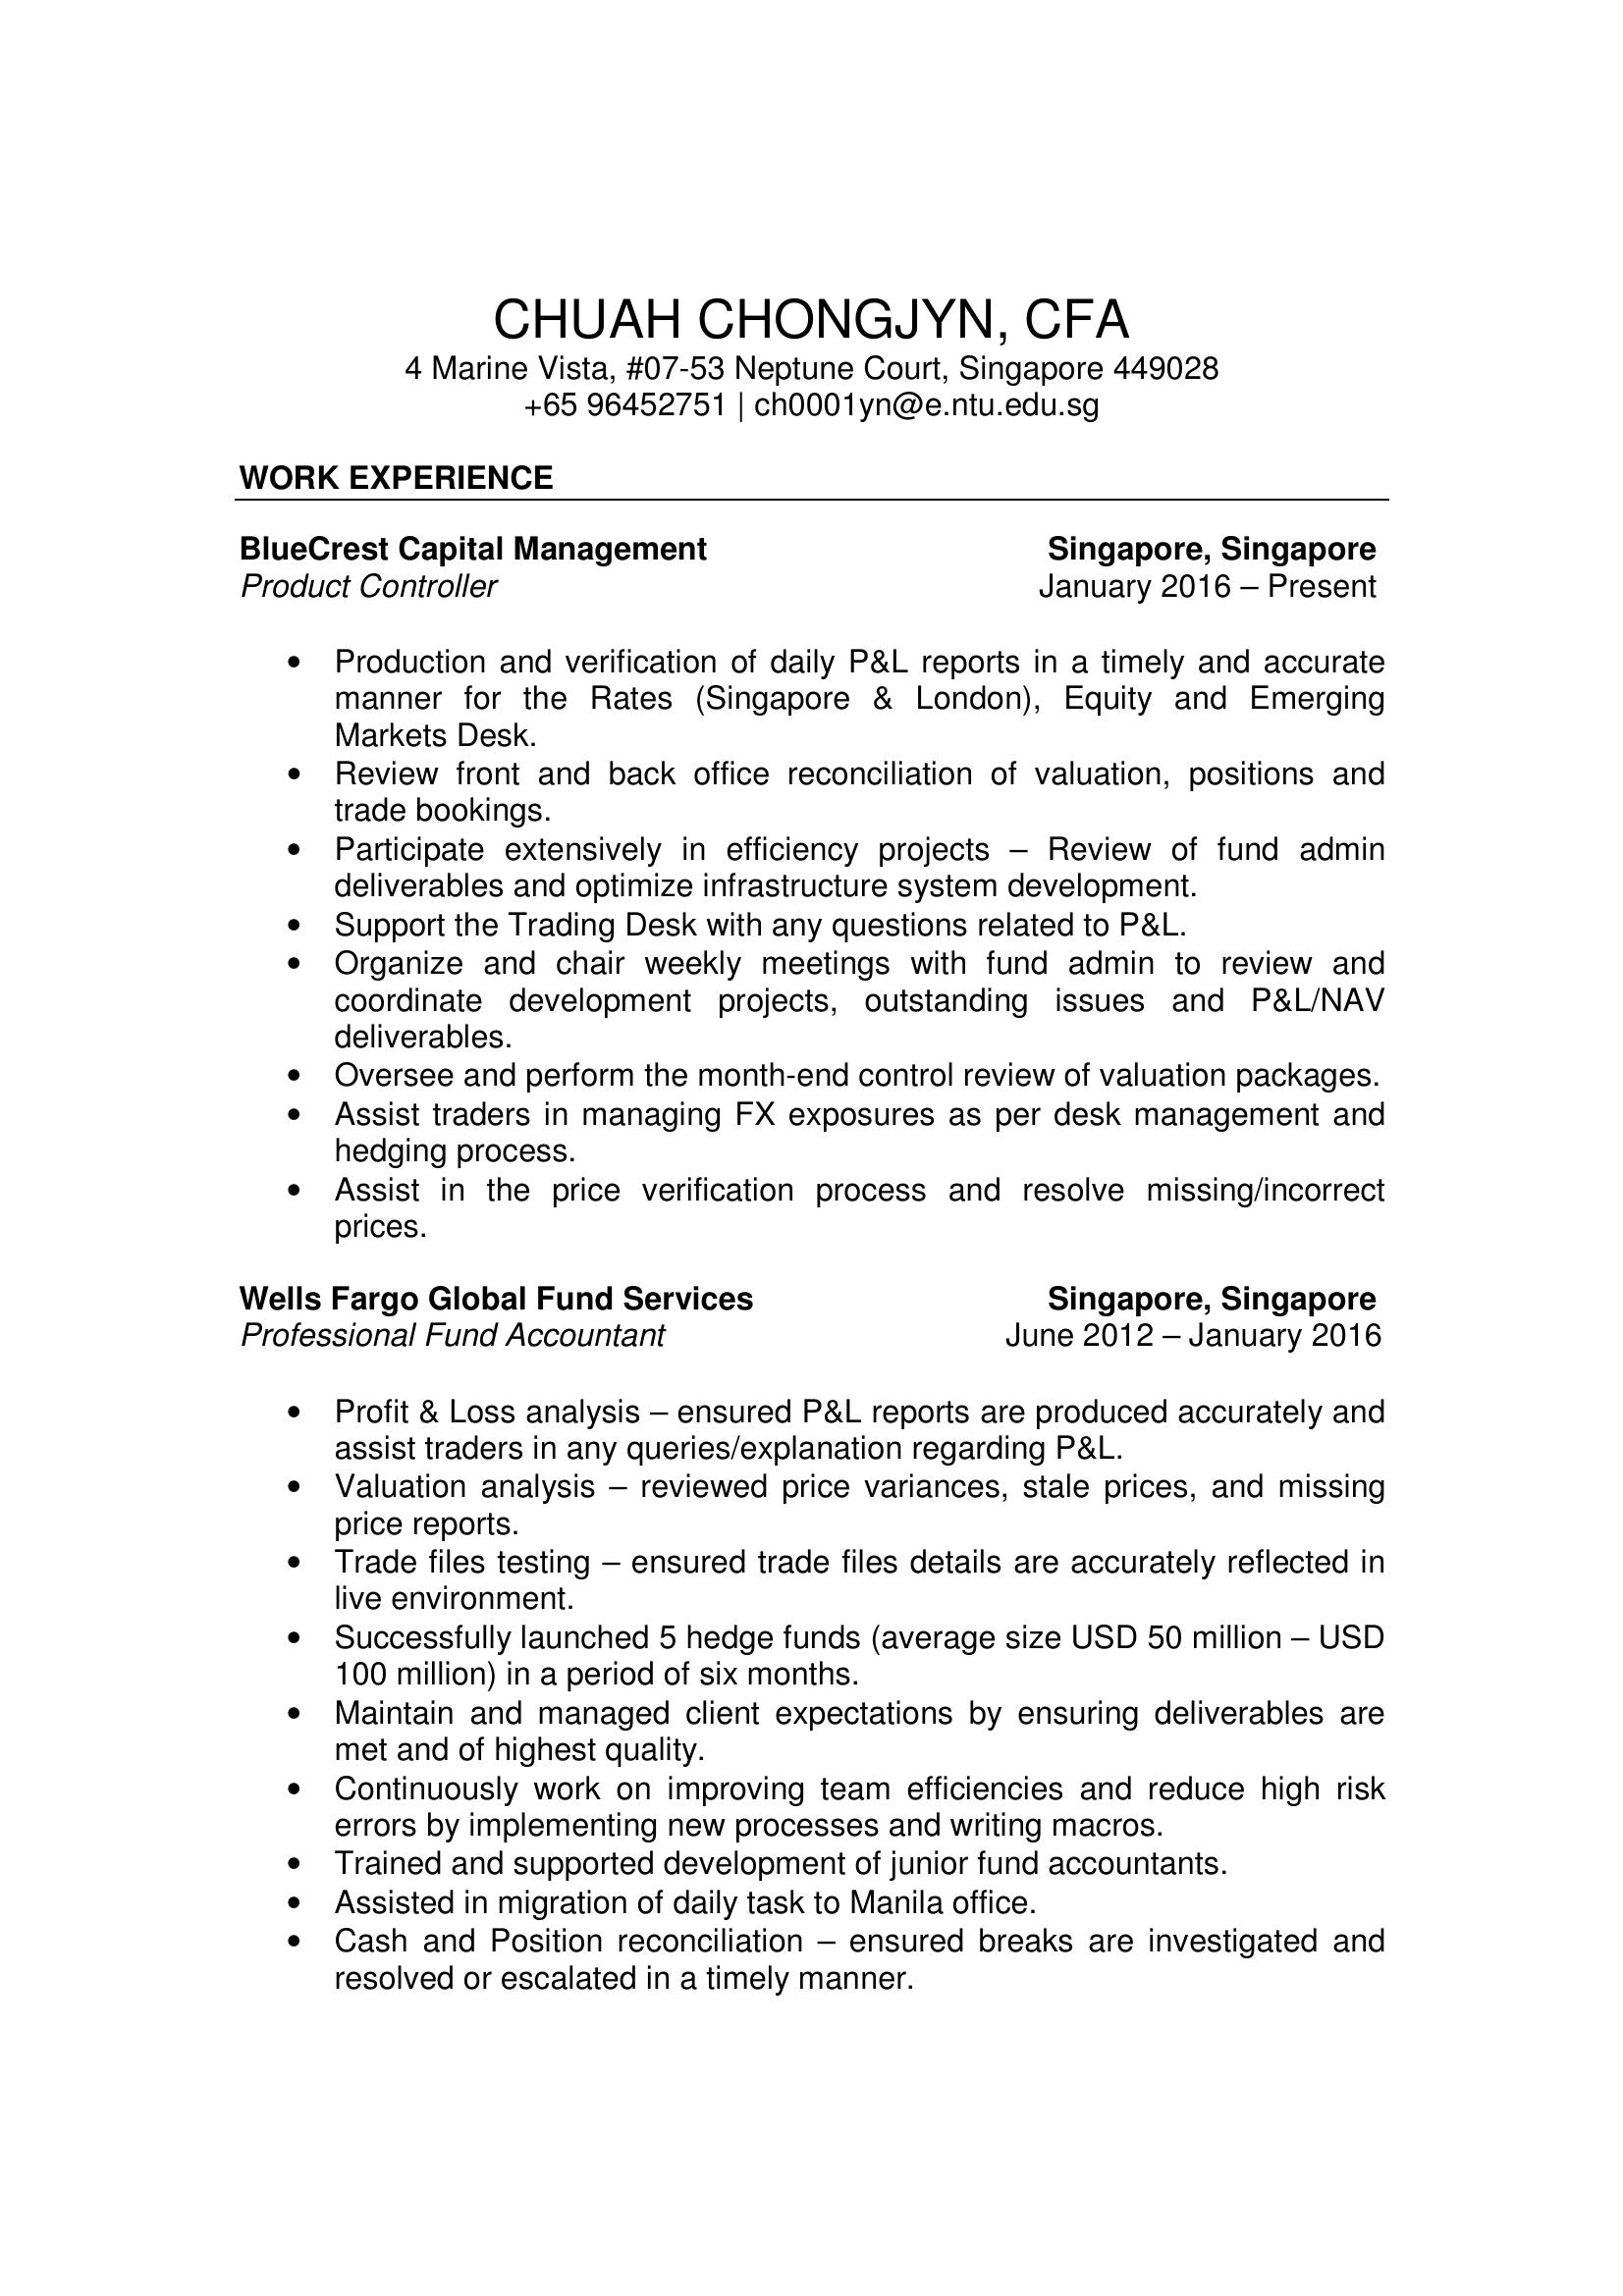 CHUAH CHONGJYN, CFA
4 Marine Vista, #07-53 Neptune Court, Singapore 449028
+65 96452751 | ch0001yn@e.ntu.edu.sg
WORK EXPERIENCE
BlueCrest Capital Management Singapore, Singapore
Product Controller January 2016 – Present
• Production and verification of daily P&L reports in a timely and accurate
manner for the Rates (Singapore & London), Equity and Emerging
Markets Desk.
• Review front and back office reconciliation of valuation, positions and
trade bookings.
• Participate extensively in efficiency projects – Review of fund admin
deliverables and optimize infrastructure system development.
• Support the Trading Desk with any questions related to P&L.
• Organize and chair weekly meetings with fund admin to review and
coordinate development projects, outstanding issues and P&L/NAV
deliverables.
• Oversee and perform the month-end control review of valuation packages.
• Assist traders in managing FX exposures as per desk management and
hedging process.
• Assist in the price verification process and resolve missing/incorrect
prices.
Wells Fargo Global Fund Services Singapore, Singapore
Professional Fund Accountant June 2012 – January 2016
• Profit & Loss analysis – ensured P&L reports are produced accurately and
assist traders in any queries/explanation regarding P&L.
• Valuation analysis – reviewed price variances, stale prices, and missing
price reports.
• Trade files testing – ensured trade files details are accurately reflected in
live environment.
• Successfully launched 5 hedge funds (average size USD 50 million – USD
100 million) in a period of six months.
• Maintain and managed client expectations by ensuring deliverables are
met and of highest quality.
• Continuously work on improving team efficiencies and reduce high risk
errors by implementing new processes and writing macros.
• Trained and supported development of junior fund accountants.
• Assisted in migration of daily task to Manila office.
• Cash and Position reconciliation – ensured breaks are investigated and
resolved or escalated in a timely manner.